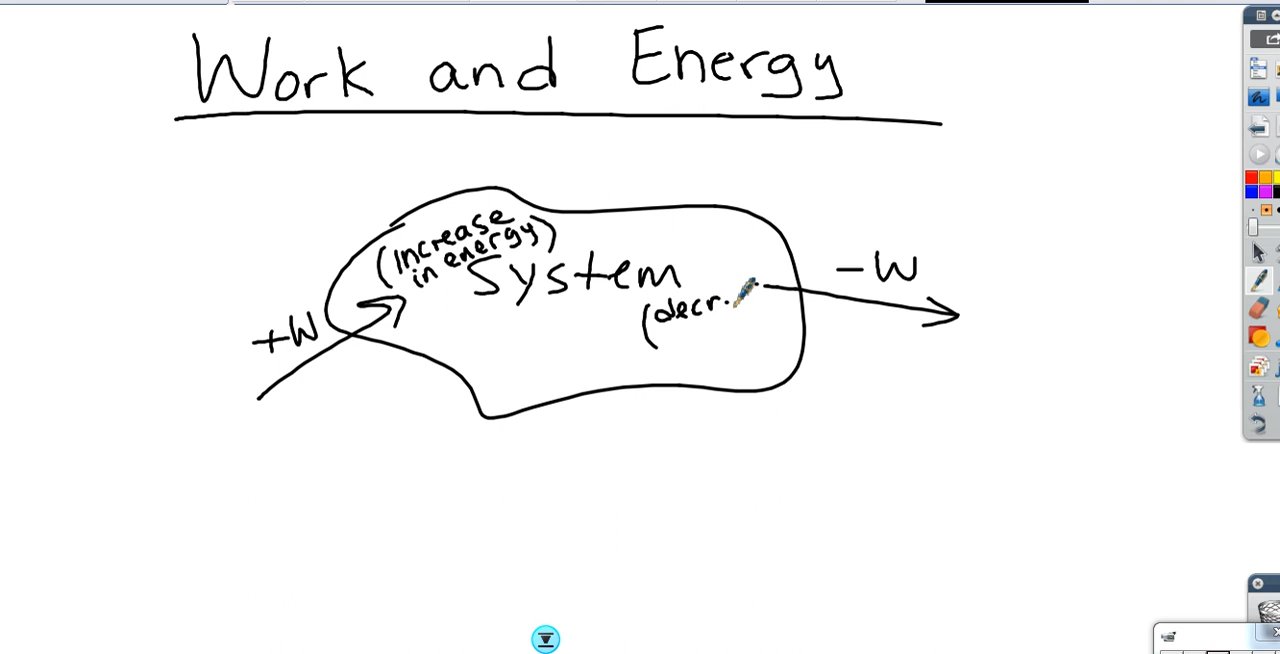 Work and Energy
(Increase
in energy)
System
-W
(decr.
+W